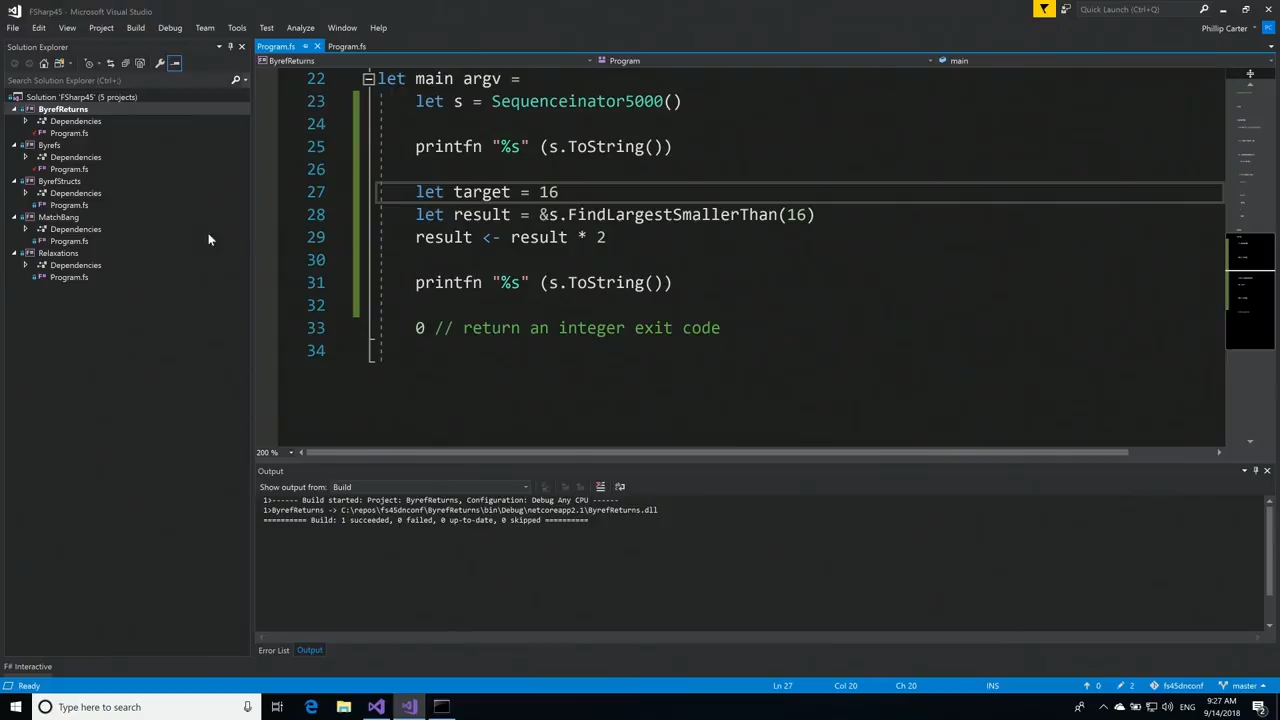 FSharp45 - Microsoft Visual Studio
Quick Launch (Ctrl+Q)
File Edit View Project Build Debug Team Tools Test Analyze Window Help
Phillip Carter PC
Solution Explorer
Search Solution Explorer (Ctrl+;)
Solution 'FSharp45' (5 projects)
ByrefReturns
Dependencies
Program.fs
Byrefs
Dependencies
Program.fs
ByrefStructs
Dependencies
Program.fs
MatchBang
Dependencies
Program.fs
Relaxations
Dependencies
Program.fs
Program.fs Program.fs
ByrefReturns Program main
22 let main argv =
23 let s = Sequenceinator5000()
24
25 printfn "%s" (s.ToString())
26
27 let target = 16
28 let result = &s.FindLargestSmallerThan(16)
29 result <- result * 2
30
31 printfn "%s" (s.ToString())
32
33 0 // return an integer exit code
34
200 %
Output
Show output from: Build
1>------ Build started: Project: ByrefReturns, Configuration: Debug Any CPU ------
1>ByrefReturns -> C:\repos\fs45dnconf\ByrefReturns\bin\Debug\netcoreapp2.1\ByrefReturns.dll
========== Build: 1 succeeded, 0 failed, 0 up-to-date, 0 skipped ==========
Error List Output
F# Interactive
Ready Ln 27 Col 20 Ch 20 INS 0 2 fs45dnconf master
Type here to search
ENG 9:27 AM
9/14/2018